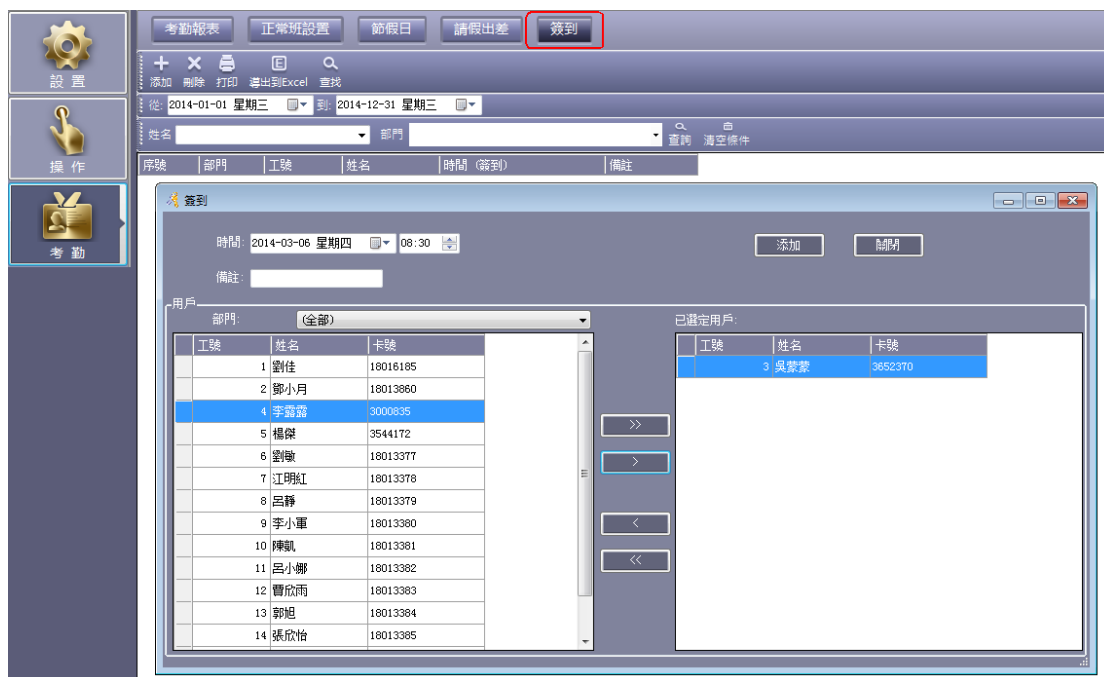 考勤報表 正常班設置 節假日 請假出差 簽到
設 置
操 作
考 勤
添加 刪除 打印 導出到Excel 查找
從: 2014-01-01 星期三 到: 2014-12-31 星期三
姓名 部門 查詢 清空條件
序號 部門 工號 姓名 時間（簽到） 備註
簽到
時間: 2014-03-06 星期四 08:30 添加 關閉
備註:
用戶
部門: (全部) 已選定用戶:
工號 姓名 卡號 工號 姓名 卡號
1 劉佳 18016185 3 吳蒙蒙 3652370
2 鄧小月 18013860
4 李露露 3000835
5 楊傑 3544172
6 劉敏 18013377
7 江明紅 18013378
8 呂靜 18013379
9 李小軍 18013380
10 陳凱 18013381
11 呂小娜 18013382
12 曹欣雨 18013383
13 郭旭 18013384
14 張欣怡 18013385
>>
>
<
<<